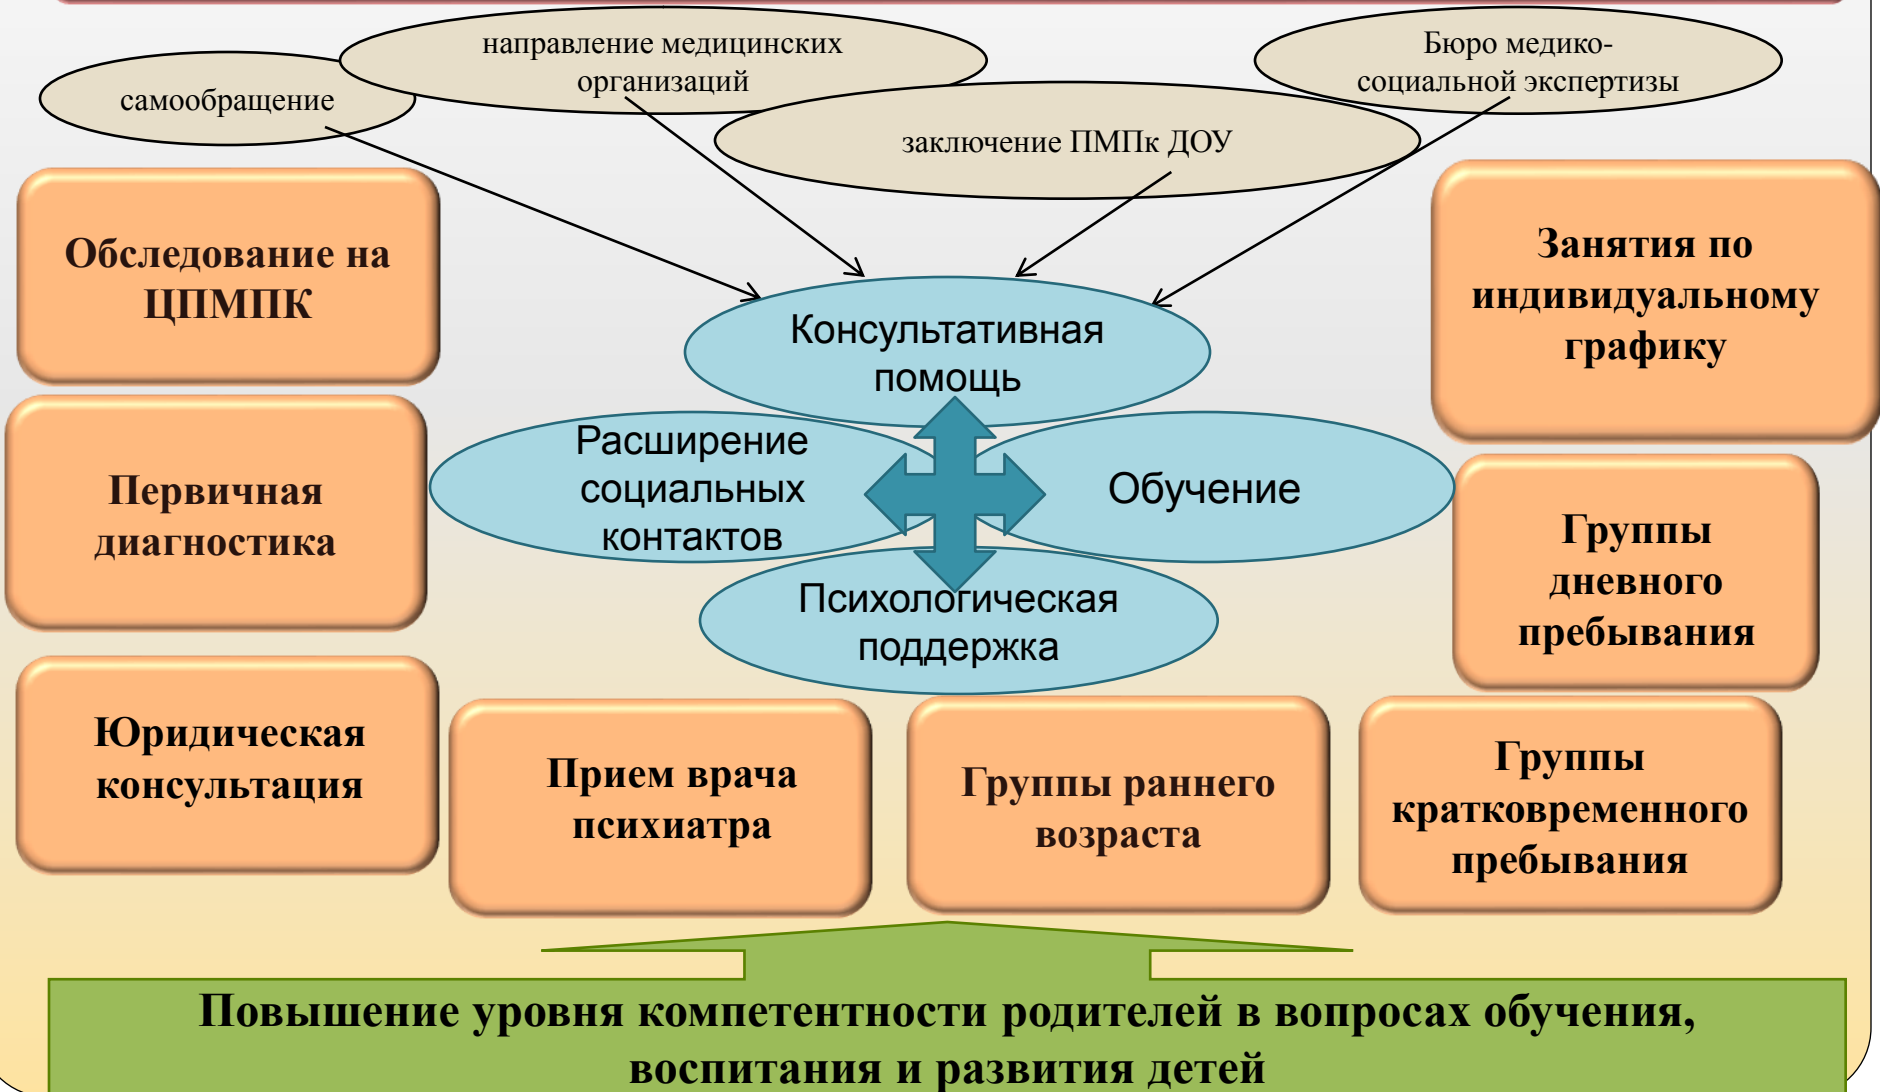 направление медицинских
организаций
Бюро медико-
социальной экспертизы
самообращение
заключение ПМПк ДОУ
Обследование на
ЦПМПК
Занятия по
индивидуальному
графику
Консультативная
помощь
Расширение
социальных
контактов
Обучение
Первичная
диагностика
Группы
дневного
пребывания
Психологическая
поддержка
Юридическая
консультация
Прием врача
психиатра
Группы раннего
возраста
Группы
кратковременного
пребывания
Повышение уровня компетентности родителей в вопросах обучения,
воспитания и развития детей